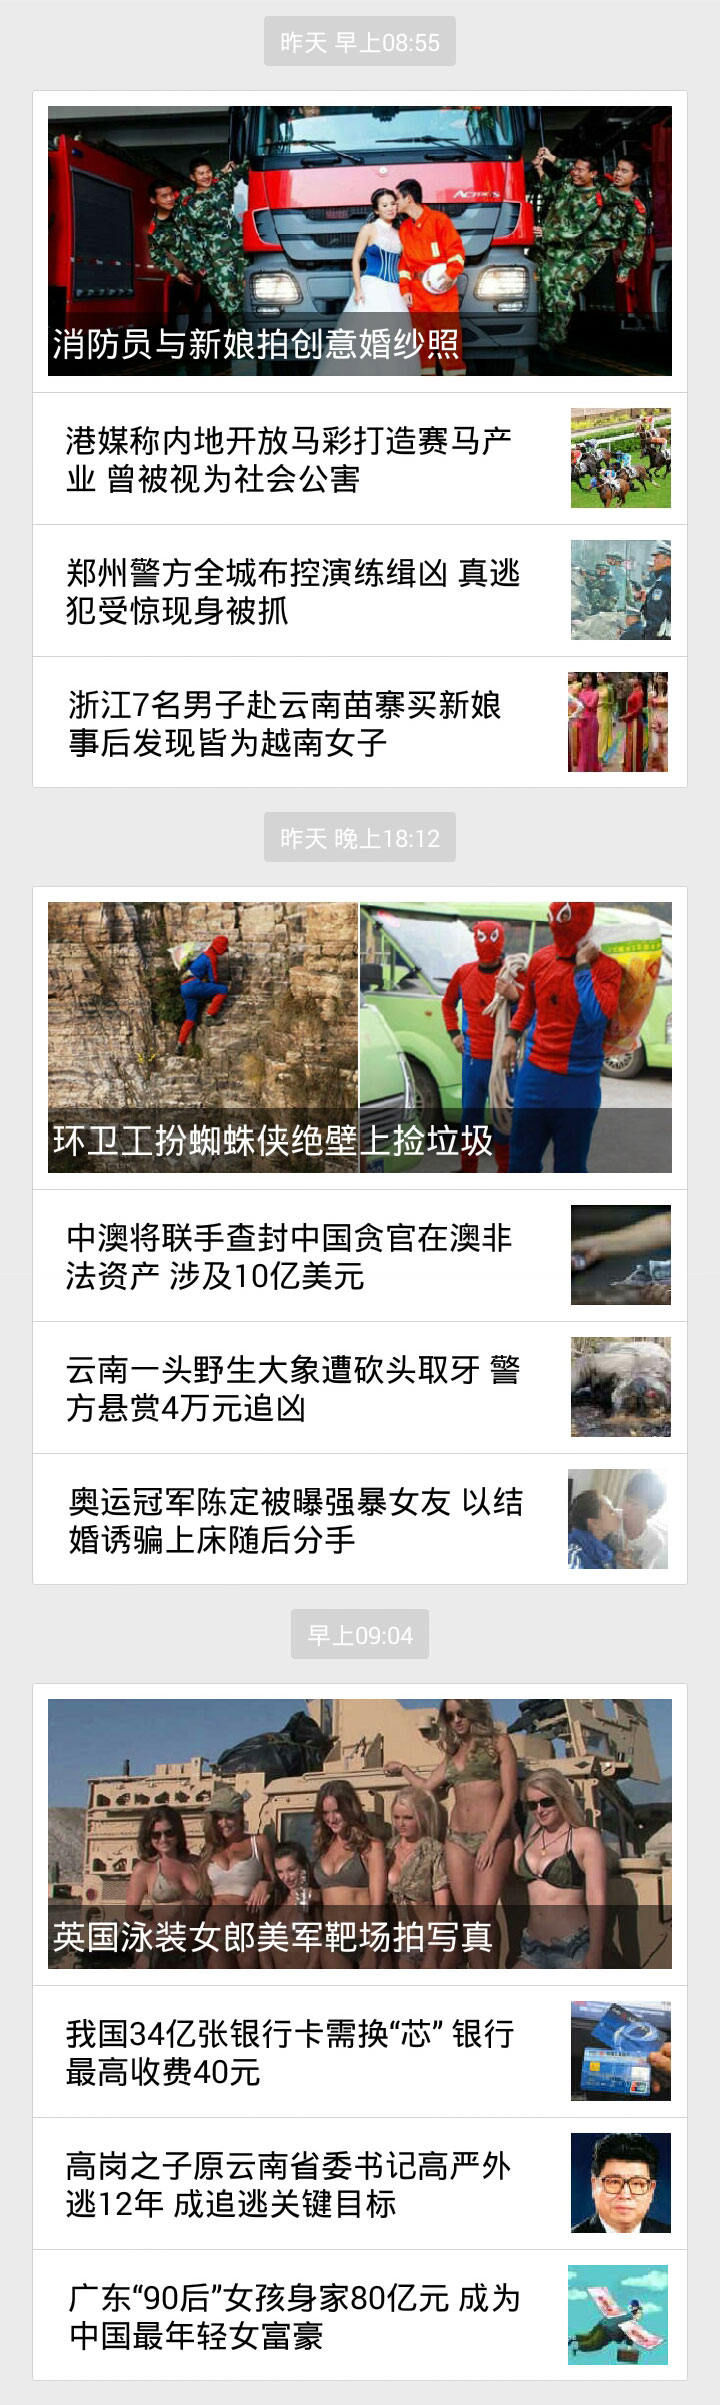 昨天 早上08:55
消防员与新娘拍创意婚纱照
港媒称内地开放马彩打造赛马产
业 曾被视为社会公害
郑州警方全城布控演练缉凶 真逃
犯受惊现身被抓
浙江7名男子赴云南苗寨买新娘
事后发现皆为越南女子
昨天 晚上18:12
环卫工扮蜘蛛侠绝壁上捡垃圾
中澳将联手查封中国贪官在澳非
法资产 涉及10亿美元
云南一头野生大象遭砍头取牙 警
方悬赏4万元追凶
奥运冠军陈定被曝强暴女友 以结
婚诱骗上床随后分手
早上09:04
英国泳装女郎美军靶场拍写真
我国34亿张银行卡需换“芯” 银行
最高收费40元
高岗之子原云南省委书记高严外
逃12年 成追逃关键目标
广东“90后”女孩身家80亿元 成为
中国最年轻女富豪